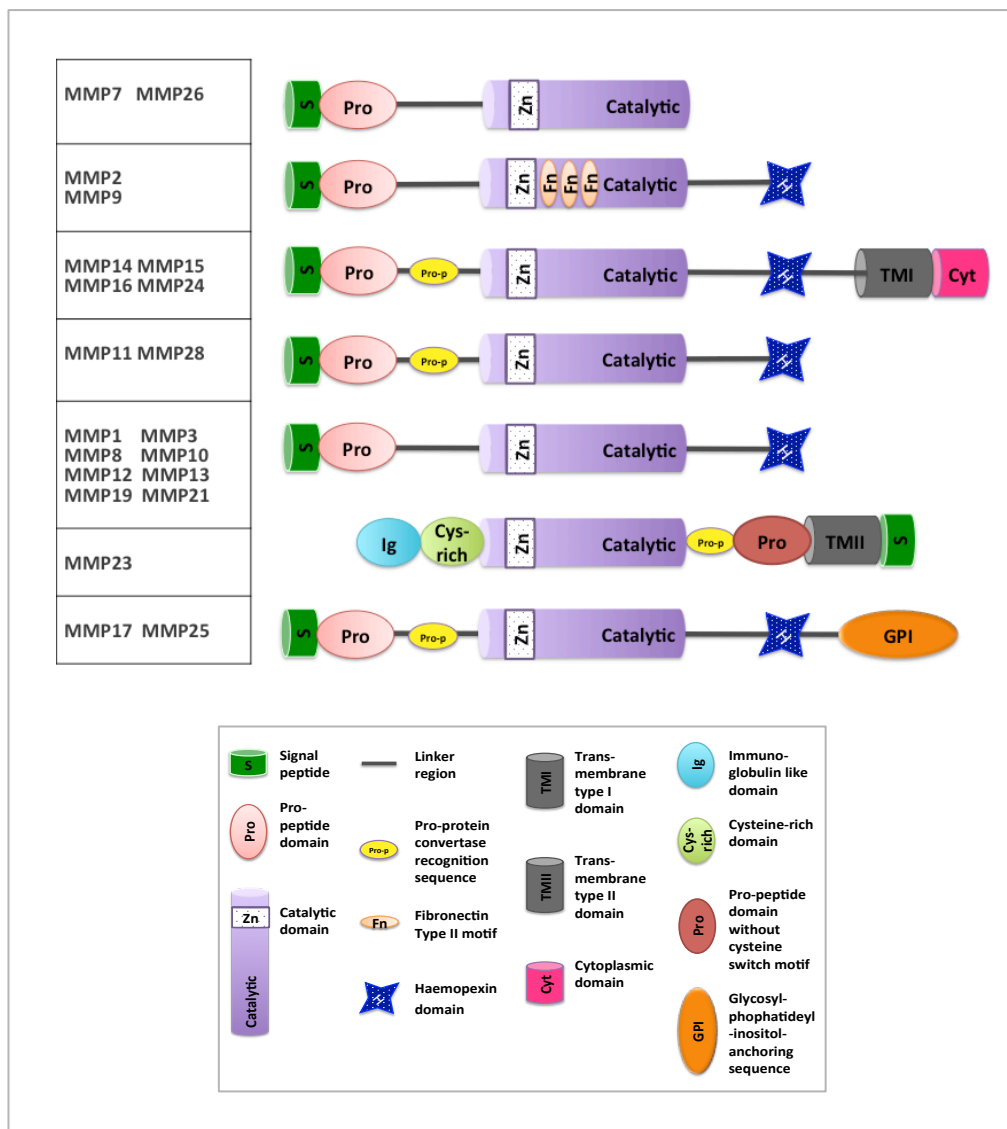 MMP7 MMP26
S Pro Zn Catalytic
MMP2
MMP9
S Pro Zn Fn Fn Fn Catalytic H
MMP14 MMP15
MMP16 MMP24
S Pro Pro-p Zn Catalytic H TMI Cyt
MMP11 MMP28
S Pro Pro-p Zn Catalytic H
MMP1 MMP3
MMP8 MMP10
MMP12 MMP13
MMP19 MMP21
S Pro Zn Catalytic H
MMP23
Ig Cys-
rich Zn Catalytic Pro-p Pro TMII S
MMP17 MMP25
S Pro Pro-p Zn Catalytic H GPI
S
Signal
peptide
Pro
Pro-
peptide
domain
Zn
Catalytic
Catalytic
domain
Linker
region
Pro-p
Pro-protein
convertase
recognition
sequence
Fn
Fibronectin
Type II motif
H
Haemopexin
domain
TMI
Trans-
membrane
type I
domain
TMII
Trans-
membrane
type II
domain
Cyt
Cytoplasmic
domain
Ig
Immuno-
globulin like
domain
Cys-
rich
Cysteine-rich
domain
Pro
Pro-peptide
domain
without
cysteine
switch motif
GPI
Glycosyl-
phophatideyl
-inositol-
anchoring
sequence